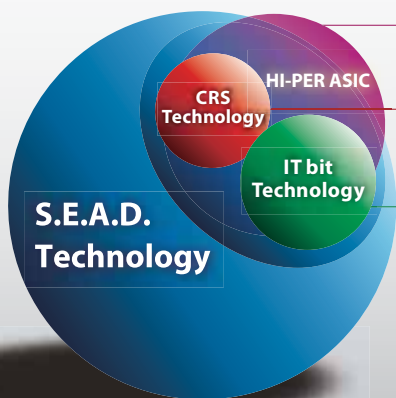 HI-PER ASIC
CRS
Technology
IT bit
Technology
S.E.A.D.
Technology